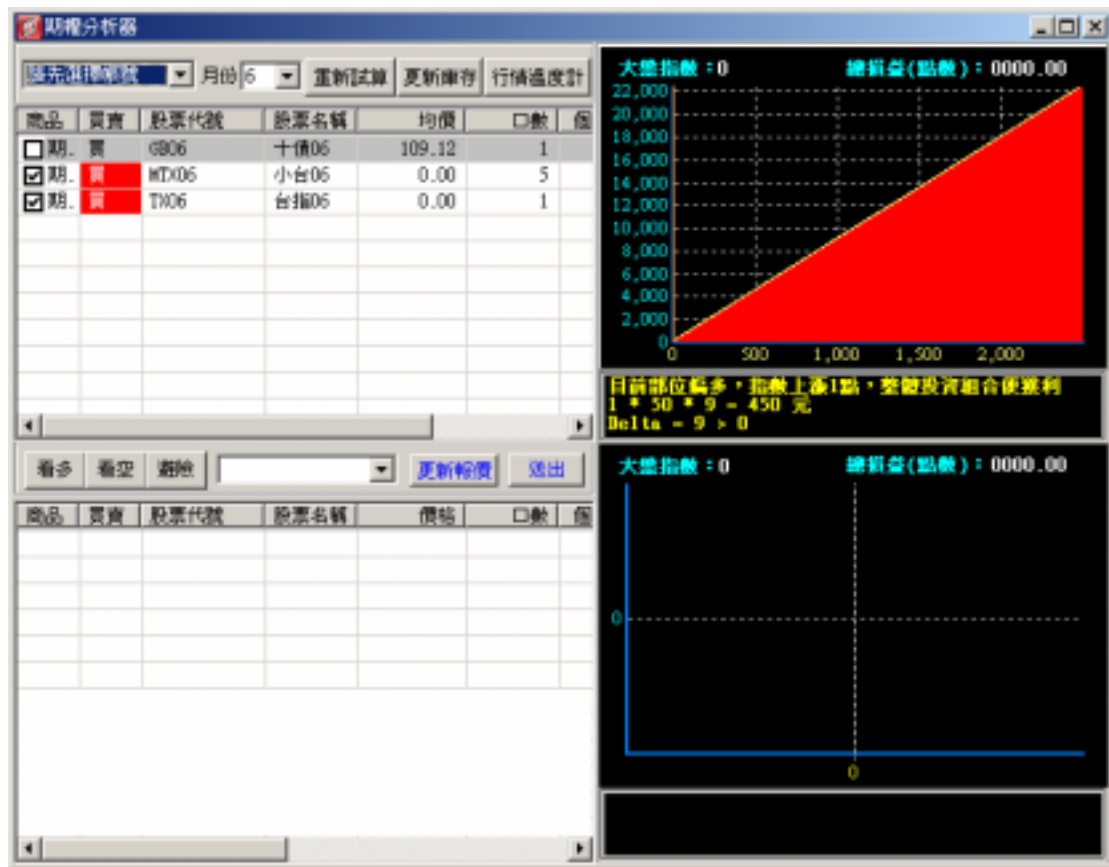 期權分析器
請先選擇帳號 月份 6 重新試算 更新庫存 行情溫度計
商品 買賣 股票代號 股票名稱 均價 口數 個
期. 買 GB06 十債06 109.12 1
期. 買 MTX06 小台06 0.00 5
期. 買 TX06 台指06 0.00 1
大盤指數：0 總損益(點數)：0000.00
22,000
20,000
18,000
16,000
14,000
12,000
10,000
8,000
6,000
4,000
2,000
0
0 500 1,000 1,500 2,000
目前部位偏多，指數上漲1點，整體投資組合便獲利
1 * 50 * 9 = 450 元
Delta = 9 > 0
看多 看空 避險 更新報價 送出
商品 買賣 股票代號 股票名稱 價格 口數 個
大盤指數：0 總損益(點數)：0000.00
0
0